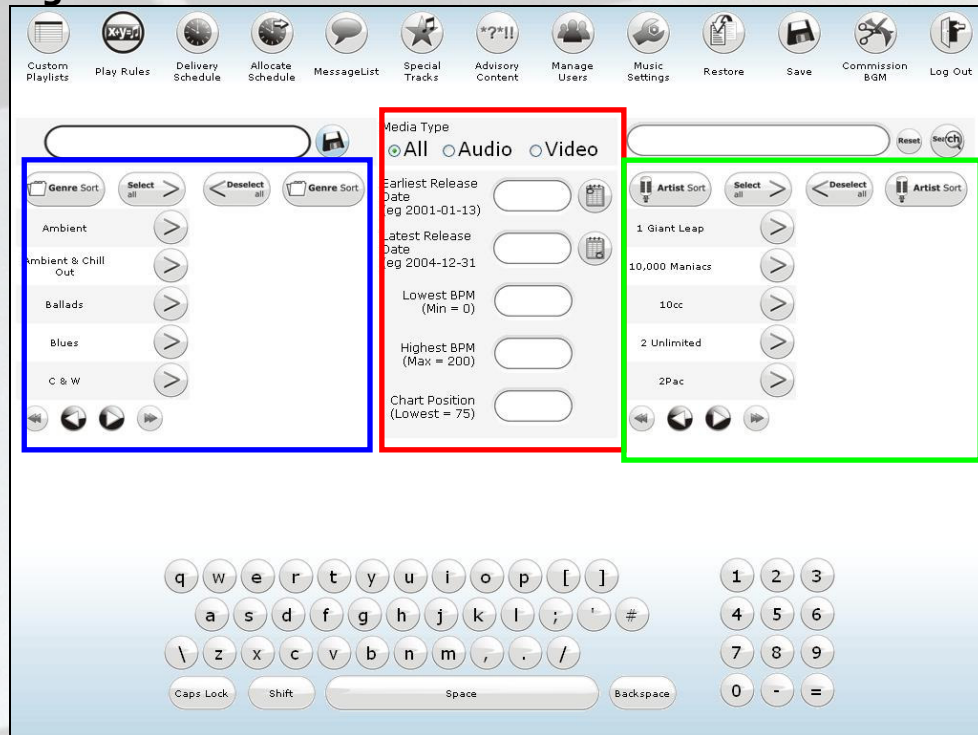 Custom Playlists
x+y=♫
Play Rules
Delivery Schedule
Allocate Schedule
MessageList
Special Tracks
*?*!!
Advisory Content
Manage Users
Music Settings
Restore
Save
Commission BGM
Log Out
Media Type
All Audio Video
Reset
Search
Genre Sort
Select all >
< Deselect all
Genre Sort
Ambient >
Ambient & Chill Out >
Ballads >
Blues >
C & W >
Earliest Release
Date
(eg 2001-01-13)
Latest Release
Date
(eg 2004-12-31
Lowest BPM
(Min = 0)
Highest BPM
(Max = 200)
Chart Position
(Lowest = 75)
Artist Sort
Select all >
< Deselect all
Artist Sort
1 Giant Leap >
10,000 Maniacs >
10cc >
2 Unlimited >
2Pac >
q w e r t y u i o p [ ] 1 2 3
a s d f g h j k l ; ' # 4 5 6
\ z x c v b n m , . / 7 8 9
Caps Lock Shift Space Backspace 0 - =